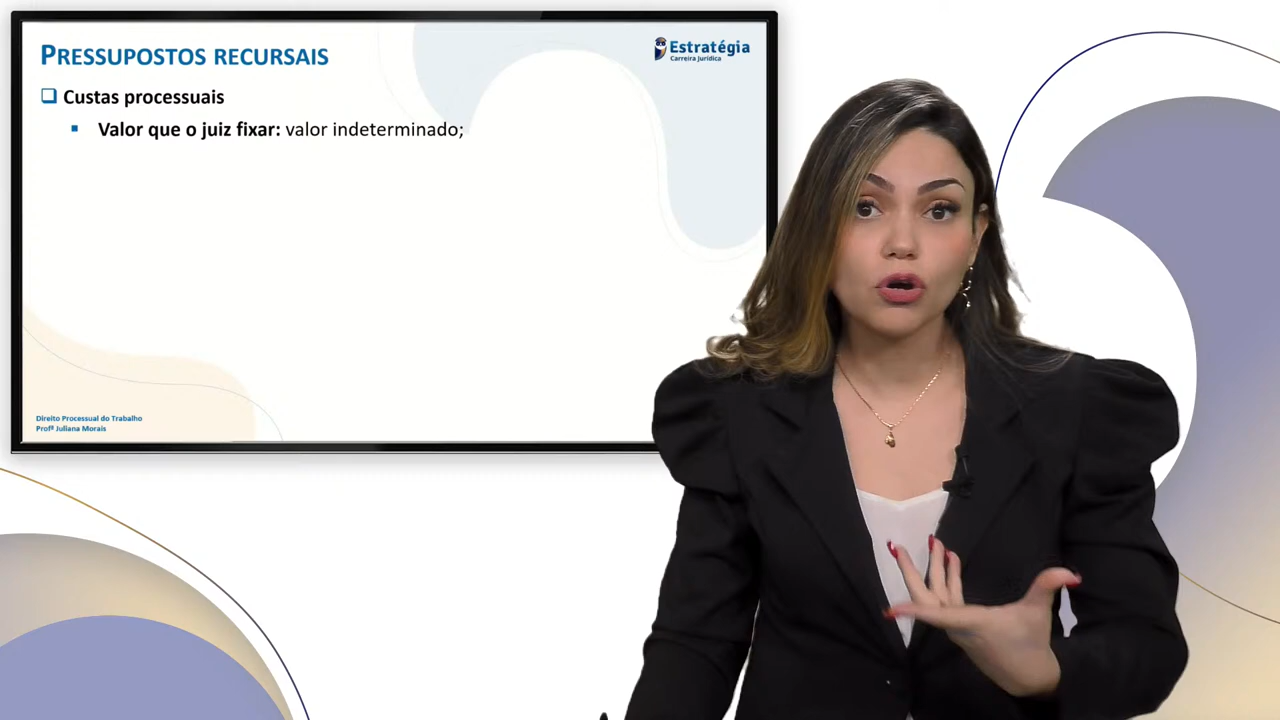 PRESSUPOSTOS RECURSAIS
Estratégia
Carreira Jurídica
❑ Custas processuais
▪ Valor que o juiz fixar: valor indeterminado;
Direito Processual do Trabalho
Profª Juliana Morais